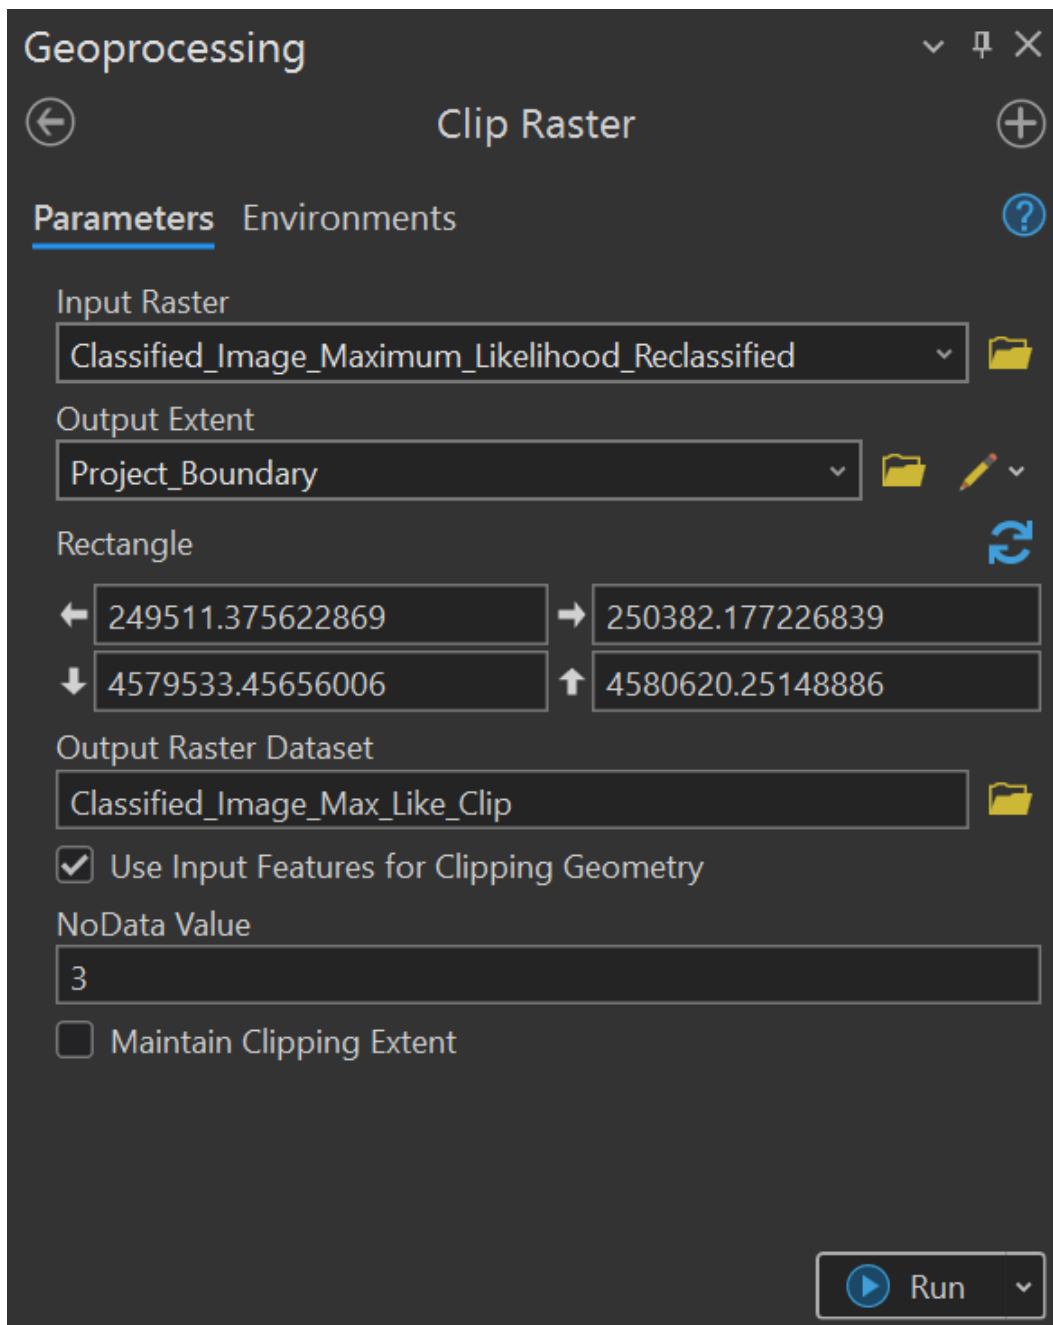 Geoprocessing
Clip Raster
Parameters Environments
Input Raster
Classified_Image_Maximum_Likelihood_Reclassified
Output Extent
Project_Boundary
Rectangle
249511.375622869 250382.177226839
4579533.45656006 4580620.25148886
Output Raster Dataset
Classified_Image_Max_Like_Clip
Use Input Features for Clipping Geometry
NoData Value
3
Maintain Clipping Extent
Run